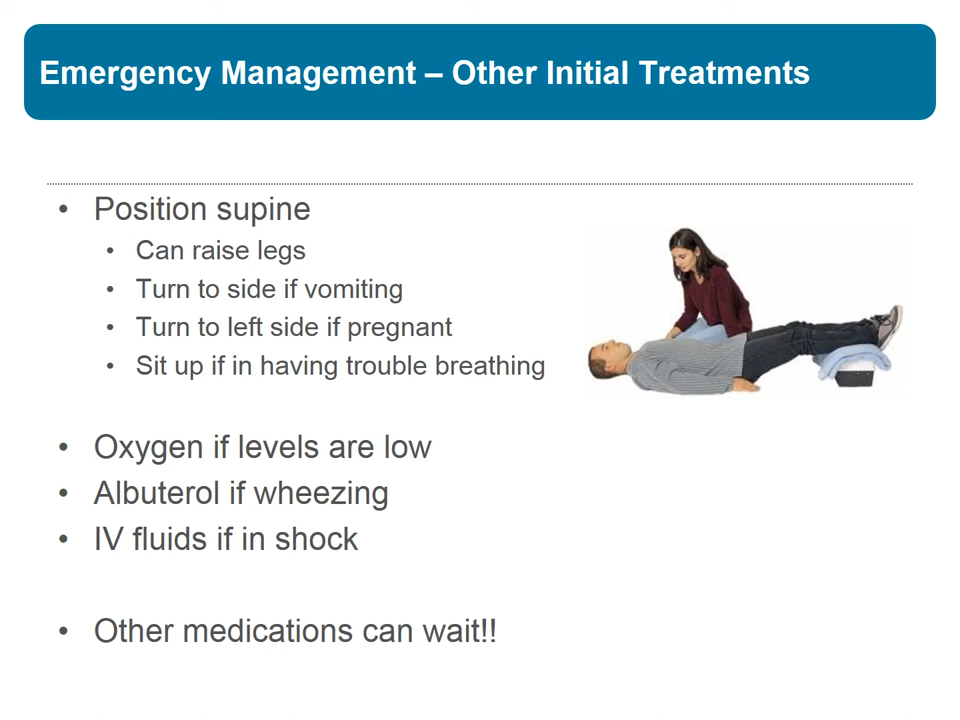 Emergency Management – Other Initial Treatments
• Position supine
• Can raise legs
• Turn to side if vomiting
• Turn to left side if pregnant
• Sit up if in having trouble breathing
• Oxygen if levels are low
• Albuterol if wheezing
• IV fluids if in shock
• Other medications can wait!!